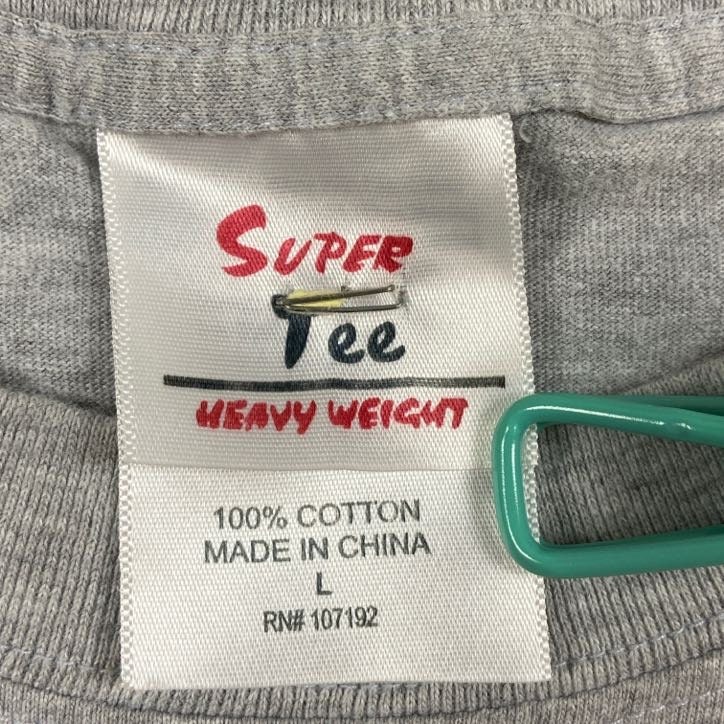 SUPER
Tee
HEAVY WEIGHT
100% COTTON
MADE IN CHINA
L
RN# 107192